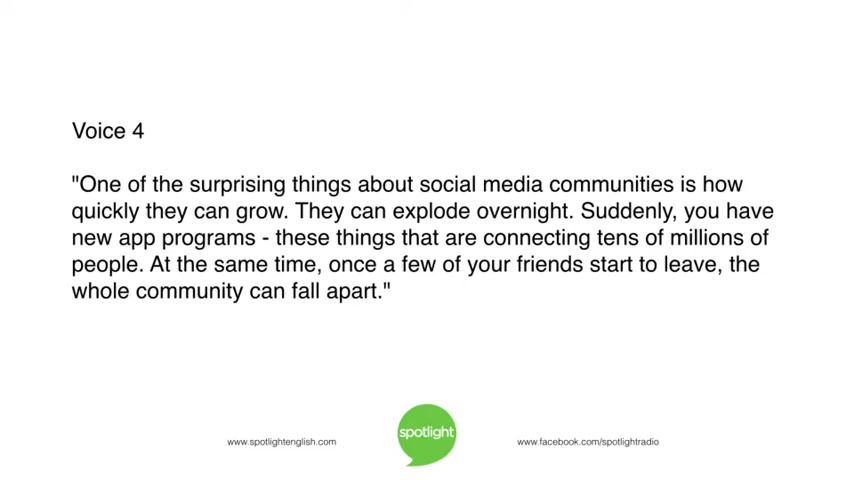 Voice 4
"One of the surprising things about social media communities is how
quickly they can grow. They can explode overnight. Suddenly, you have
new app programs - these things that are connecting tens of millions of
people. At the same time, once a few of your friends start to leave, the
whole community can fall apart."
www.spotlightenglish.com
spotlight
www.facebook.com/spotlightradio